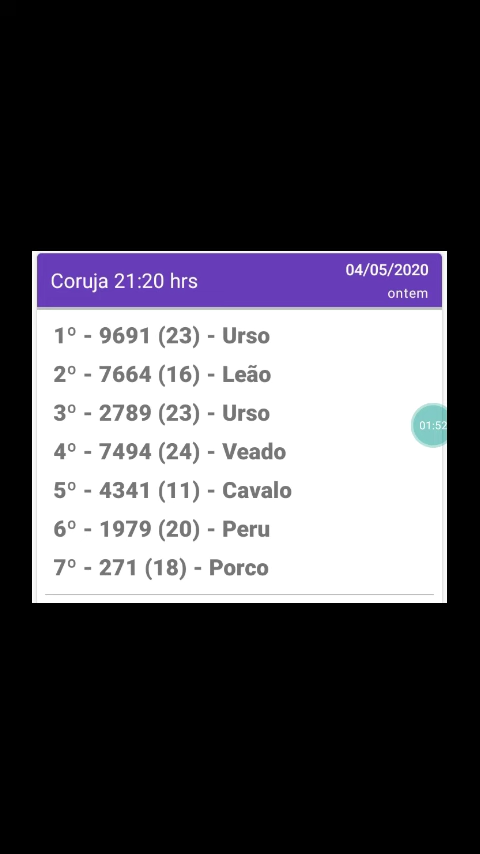 Coruja 21:20 hrs
04/05/2020
ontem
1º - 9691 (23) - Urso
2º - 7664 (16) - Leão
3º - 2789 (23) - Urso
4º - 7494 (24) - Veado
5º - 4341 (11) - Cavalo
6º - 1979 (20) - Peru
7º - 271 (18) - Porco
01:52